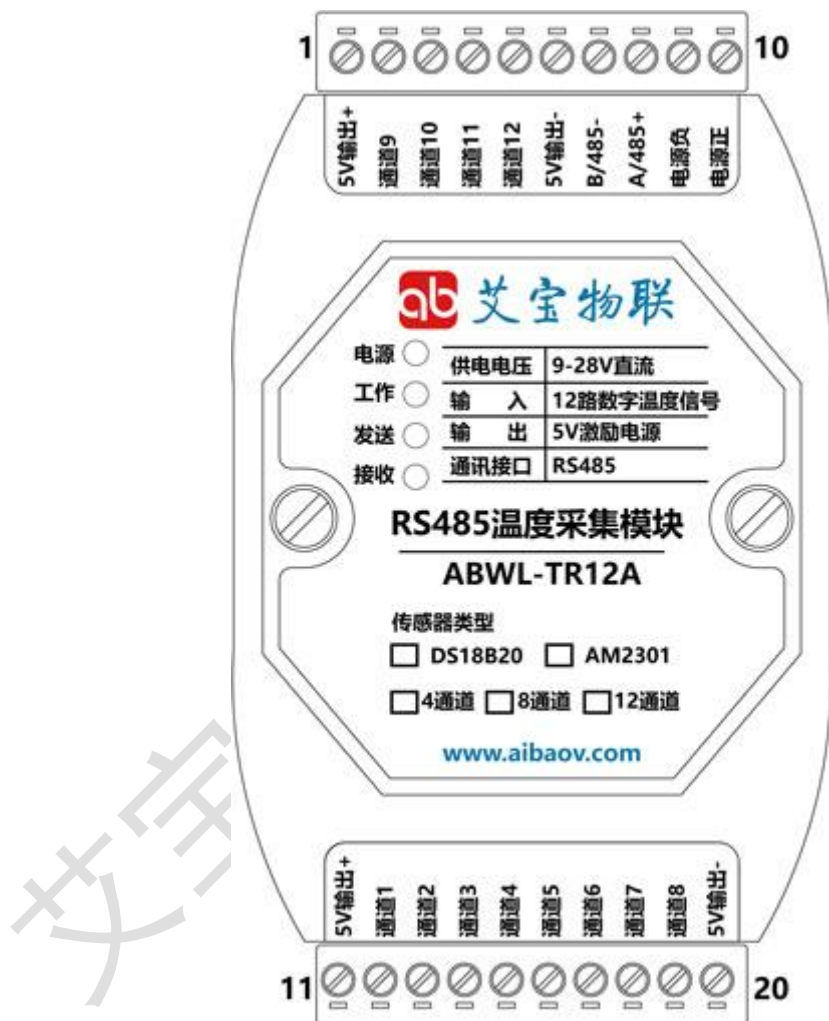 1
10
5V输出+
通道9
通道10
通道11
通道12
5V输出-
B/485-
A/485+
电源负
电源正
ab 艾宝物联
电源
工作
发送
接收
供电电压 9-28V直流
输 入 12路数字温度信号
输 出 5V激励电源
通讯接口 RS485
RS485温度采集模块
ABWL-TR12A
传感器类型
DS18B20 AM2301
4通道 8通道 12通道
www.aibaov.com
艾宝
5V输出+
通道1
通道2
通道3
通道4
通道5
通道6
通道7
通道8
5V输出-
11
20